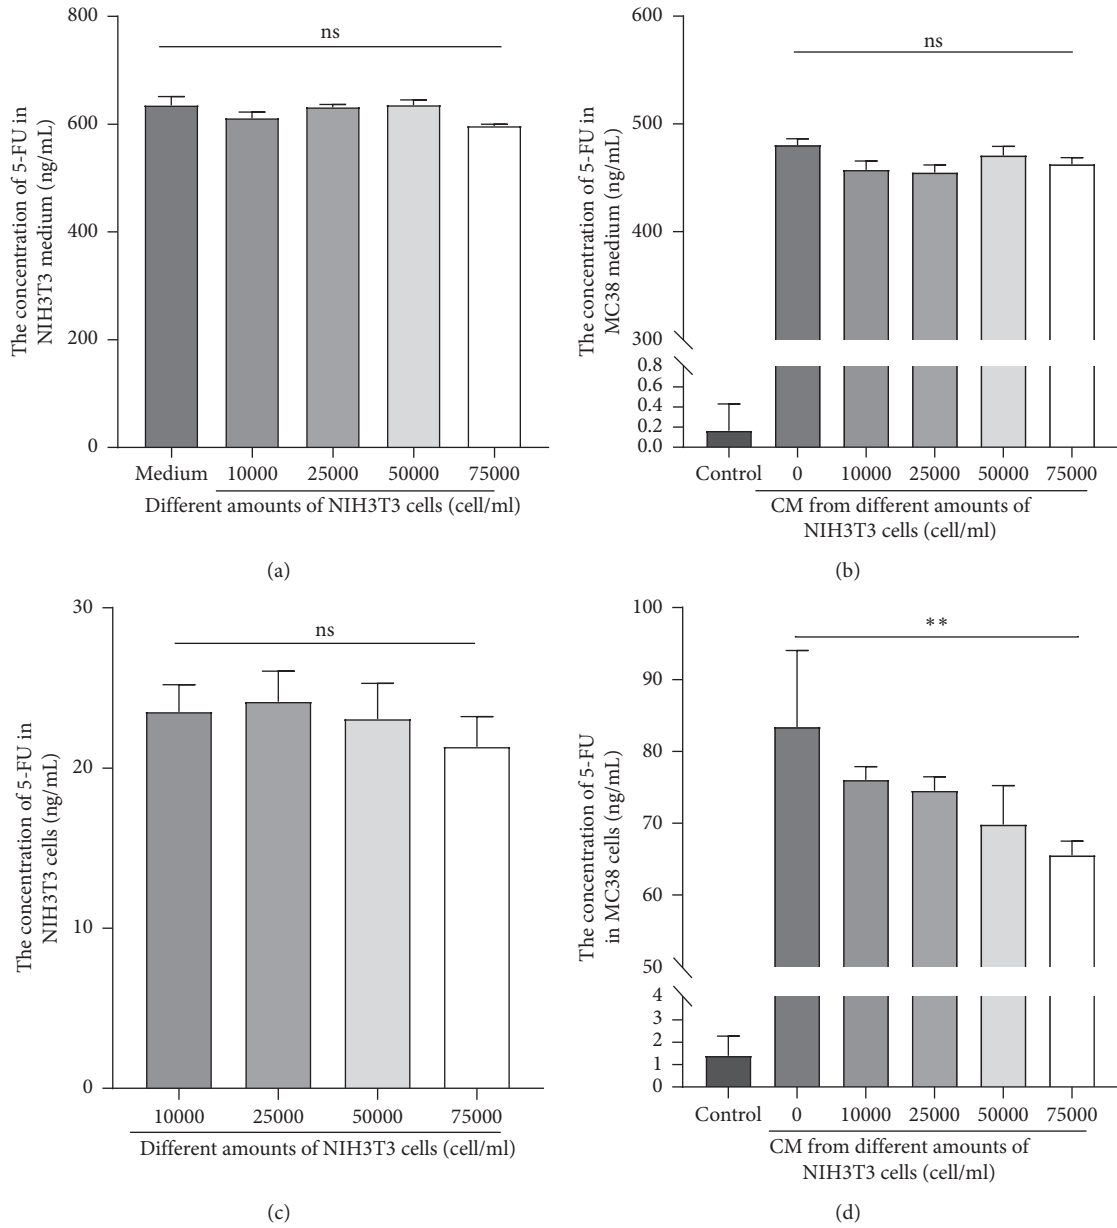 The concentration of 5-FU in
NIH3T3 medium (ng/mL)
800
600
400
200
0
ns
Medium 10000 25000 50000 75000
Different amounts of NIH3T3 cells (cell/ml)
(a)
The concentration of 5-FU in
MC38 medium (ng/mL)
600
500
400
300
0.8
0.6
0.4
0.2
0.0
ns
Control 0 10000 25000 50000 75000
CM from different amounts of
NIH3T3 cells (cell/ml)
(b)
The concentration of 5-FU in
NIH3T3 cells (ng/mL)
30
20
10
0
ns
10000 25000 50000 75000
Different amounts of NIH3T3 cells (cell/ml)
(c)
The concentration of 5-FU
in MC38 cells (ng/mL)
100
90
80
70
60
50
4
3
2
1
0
**
Control 0 10000 25000 50000 75000
CM from different amounts of
NIH3T3 cells (cell/ml)
(d)